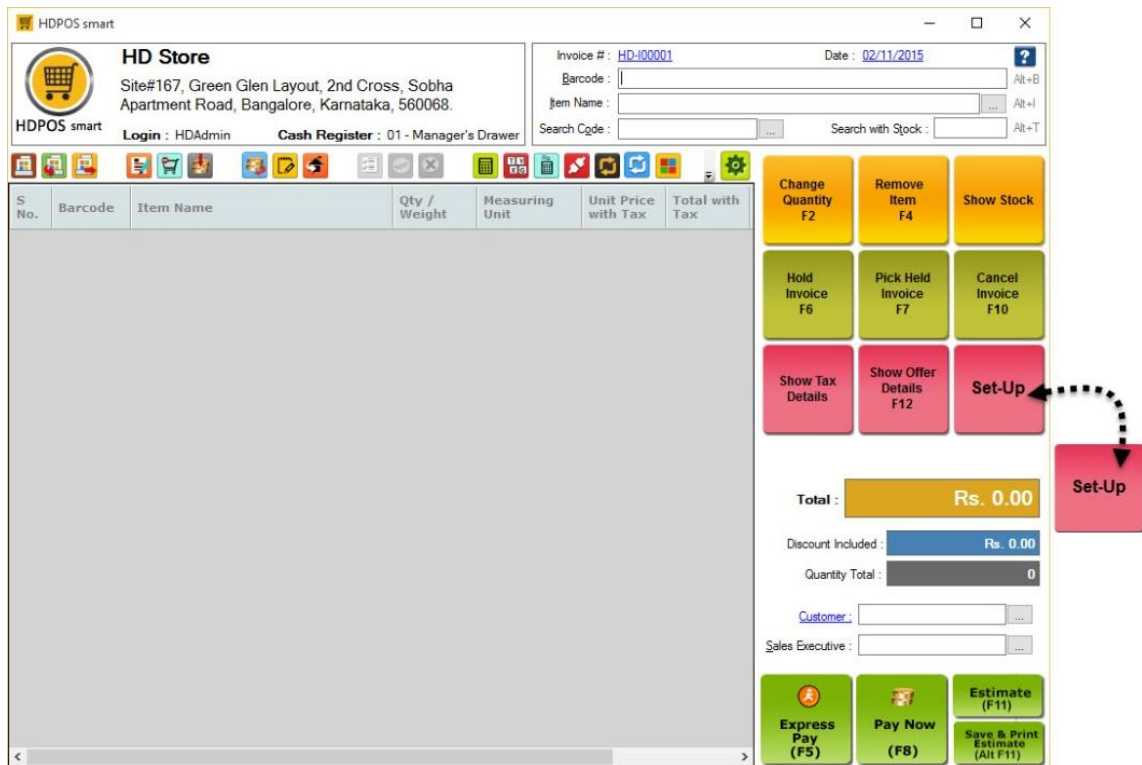 HDPOS smart
HD Store
Site#167, Green Glen Layout, 2nd Cross, Sobha
Apartment Road, Bangalore, Karnataka, 560068.
HDPOS smart
Login : HDAdmin Cash Register : 01 - Manager's Drawer
Invoice # : HD-I00001 Date : 02/11/2015 ?
Barcode : Alt+B
Item Name : ... Alt+I
Search Code : ... Search with Stock : Alt+T
S No. Barcode Item Name Qty / Weight Measuring Unit Unit Price with Tax Total with Tax
Change
Quantity
F2
Remove
Item
F4
Show Stock
Hold
Invoice
F6
Pick Held
Invoice
F7
Cancel
Invoice
F10
Show Tax
Details
Show Offer
Details
F12
Set-Up
Set-Up
Total : Rs. 0.00
Discount Included : Rs. 0.00
Quantity Total : 0
Customer : ...
Sales Executive : ...
Express
Pay
(F5)
Pay Now
(F8)
Estimate
(F11)
Save & Print
Estimate
(Alt F11)